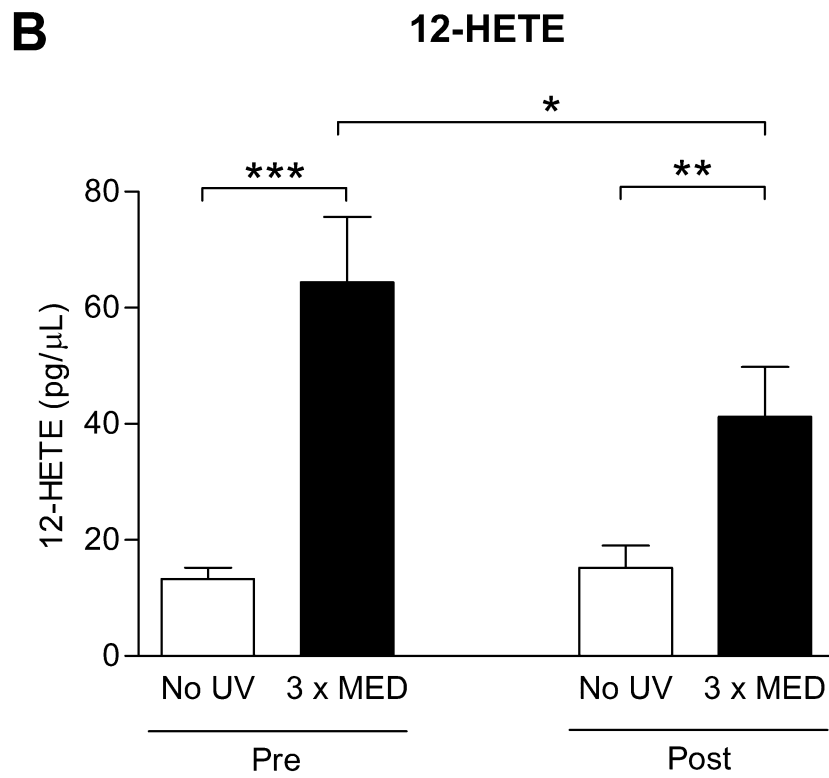 B
12-HETE
*
***
**
12-HETE (pg/μL)
80
60
40
20
0
No UV 3 x MED No UV 3 x MED
Pre Post